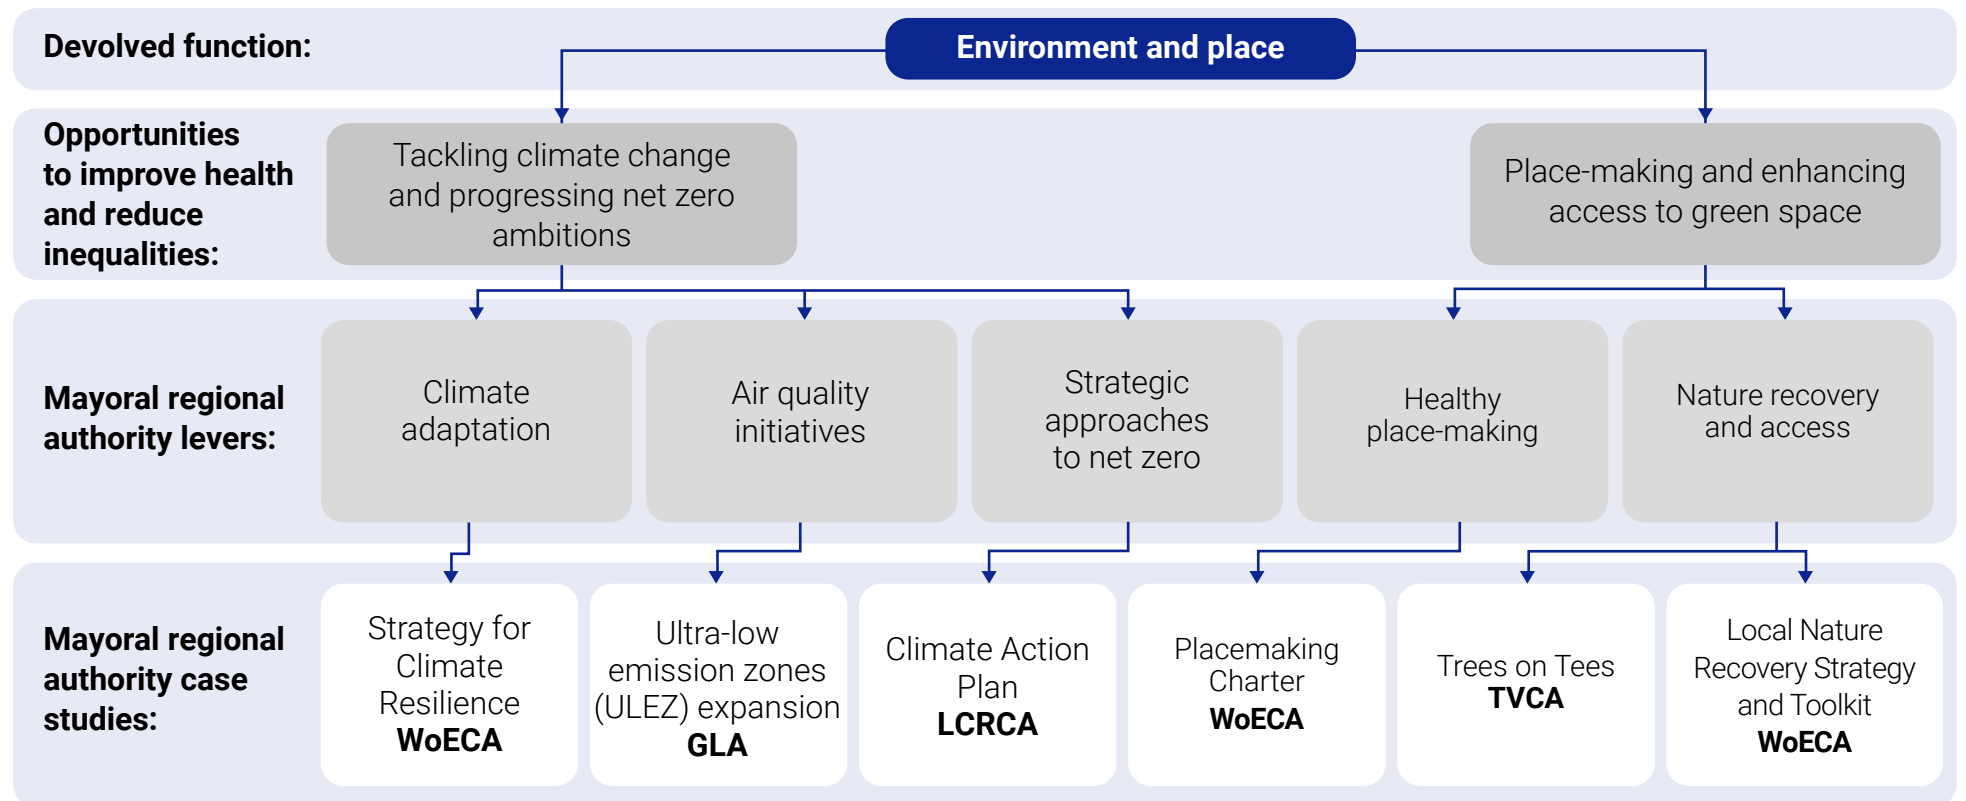 Devolved function:
Environment and place
Opportunities
to improve health
and reduce
inequalities:
Tackling climate change
and progressing net zero
ambitions
Place-making and enhancing
access to green space
Mayoral regional
authority levers:
Climate
adaptation
Air quality
initiatives
Strategic
approaches
to net zero
Healthy
place-making
Nature recovery
and access
Mayoral regional
authority case
studies:
Strategy for
Climate
Resilience
WoECA
Ultra-low
emission zones
(ULEZ) expansion
GLA
Climate Action
Plan
LCRCA
Placemaking
Charter
WoECA
Trees on Tees
TVCA
Local Nature
Recovery Strategy
and Toolkit
WoECA